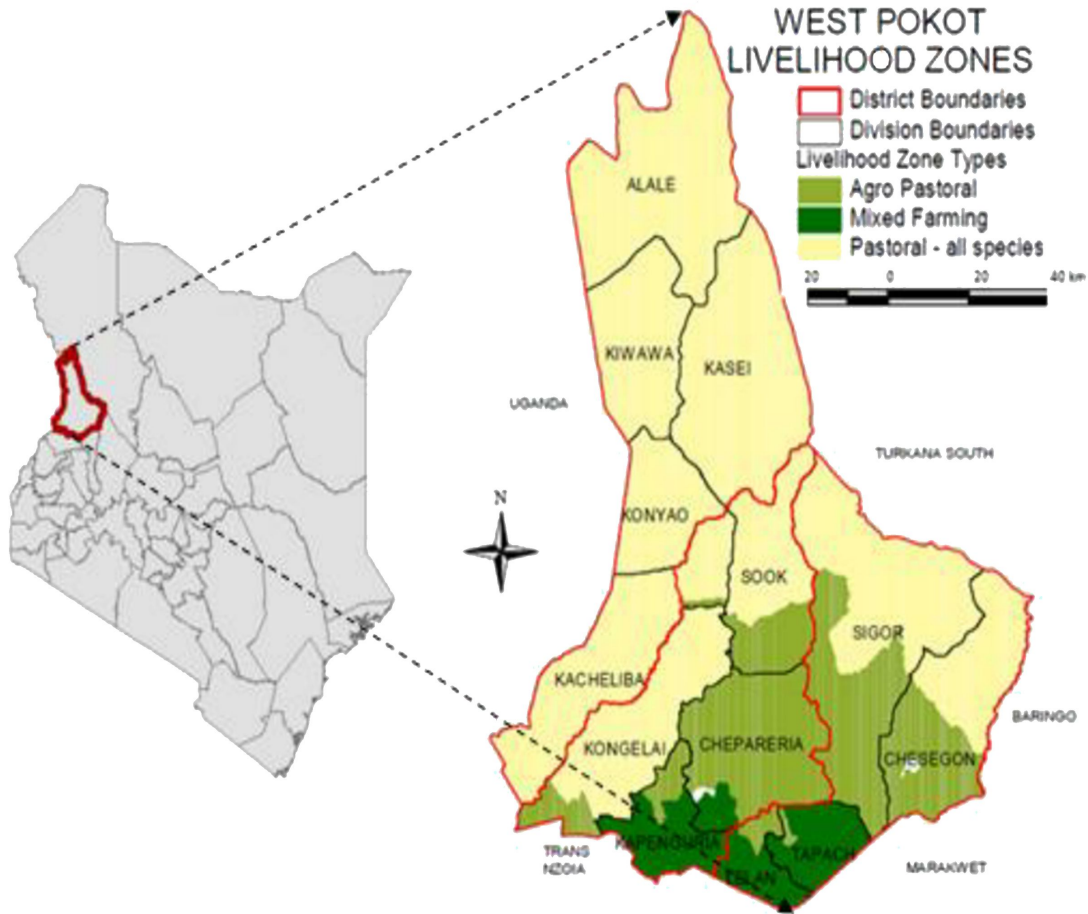 WEST POKOT
LIVELIHOOD ZONES
District Boundaries
Division Boundaries
Livelihood Zone Types
Agro Pastoral
Mixed Farming
Pastoral - all species
20 0 20 40 km
ALALE
KIWAWA
KASEI
UGANDA
TURKANA SOUTH
N
KONYAO
SOOK
SIGOR
KACHELIBA
BARINGO
KONGELAI
CHEPARERIA
CHESEGON
KAPENGURIA
TRANS
NZOIA
TAPACH
LELAN
MARAKWET